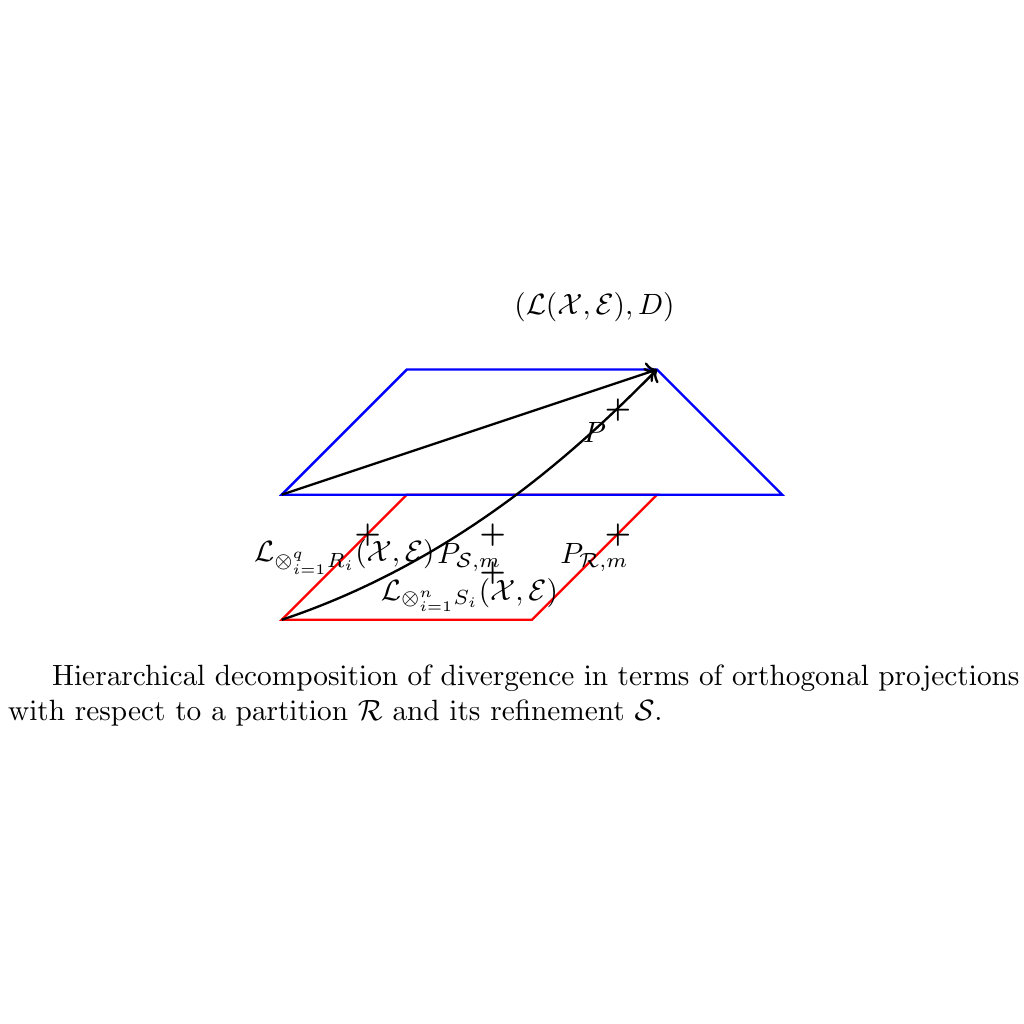 $(\mathcal{L}(\mathcal{X}, \mathcal{E}), D)$
$P$
$\mathcal{L}_{\otimes_{i=1}^{q} R_i}(\mathcal{X}, \mathcal{E})$ $P_{\mathcal{S},m}$ $P_{\mathcal{R},m}$
$\mathcal{L}_{\otimes_{i=1}^{n} S_i}(\mathcal{X}, \mathcal{E})$
Hierarchical decomposition of divergence in terms of orthogonal projections
with respect to a partition $\mathcal{R}$ and its refinement $\mathcal{S}$.